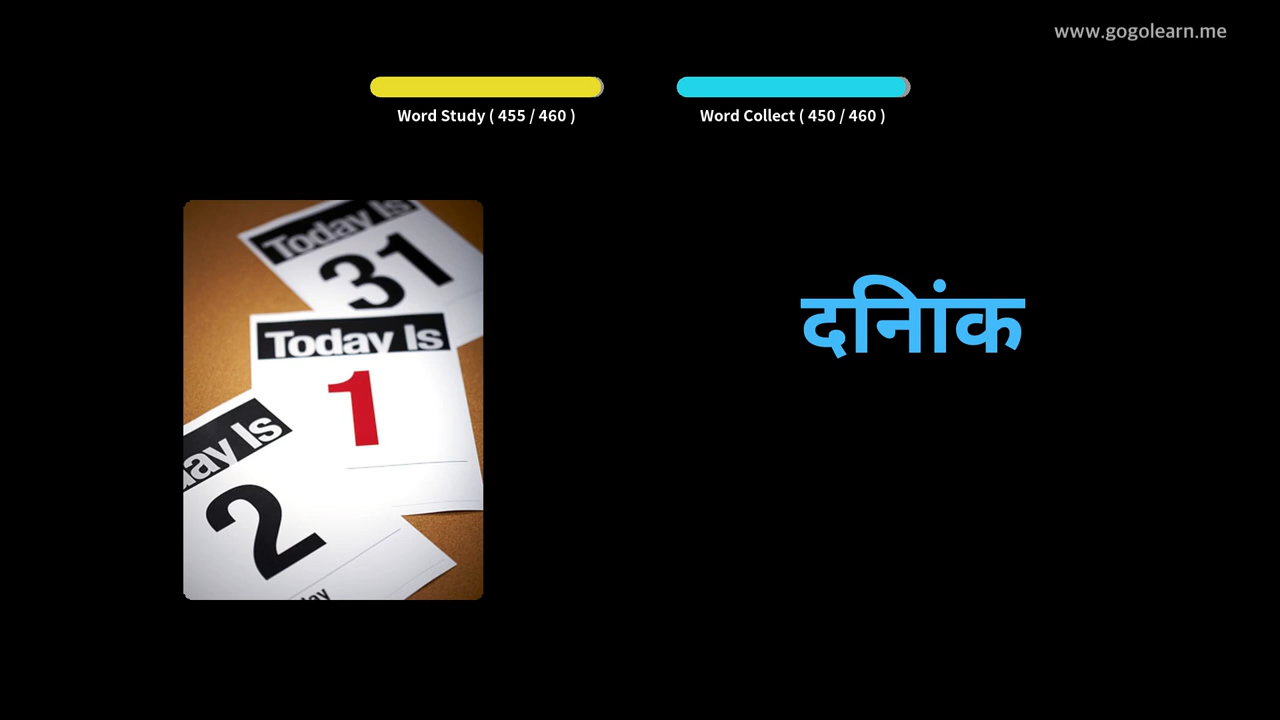 www.gogolearn.me
Word Study ( 455 / 460 )
Word Collect ( 450 / 460 )
Today Is
31
Today Is
1
day Is
2
दनिांक